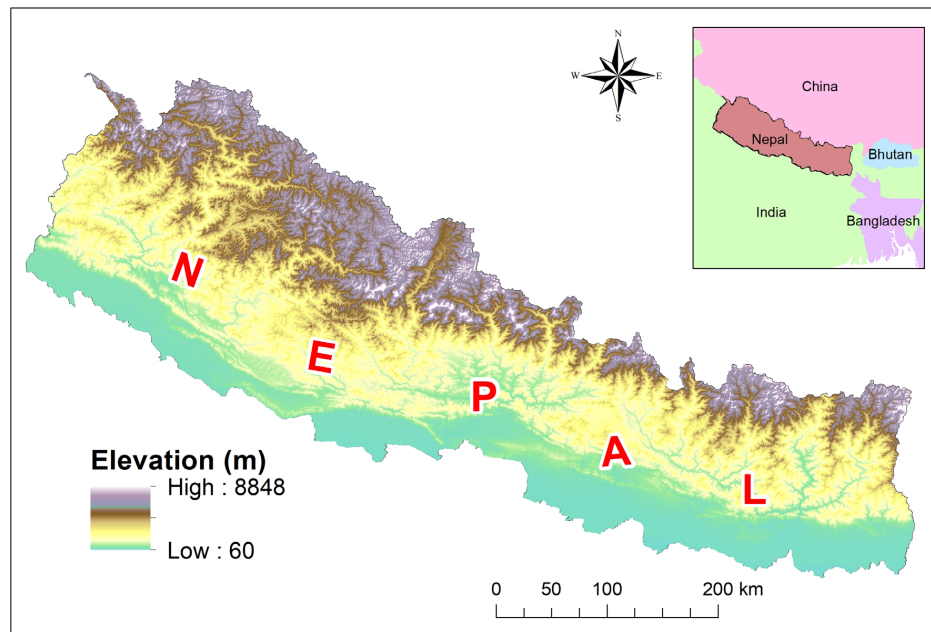 N
W E
S
China
Nepal
Bhutan
India
Bangladesh
N
E
P
A
L
Elevation (m)
High : 8848
Low : 60
0 50 100 200 km